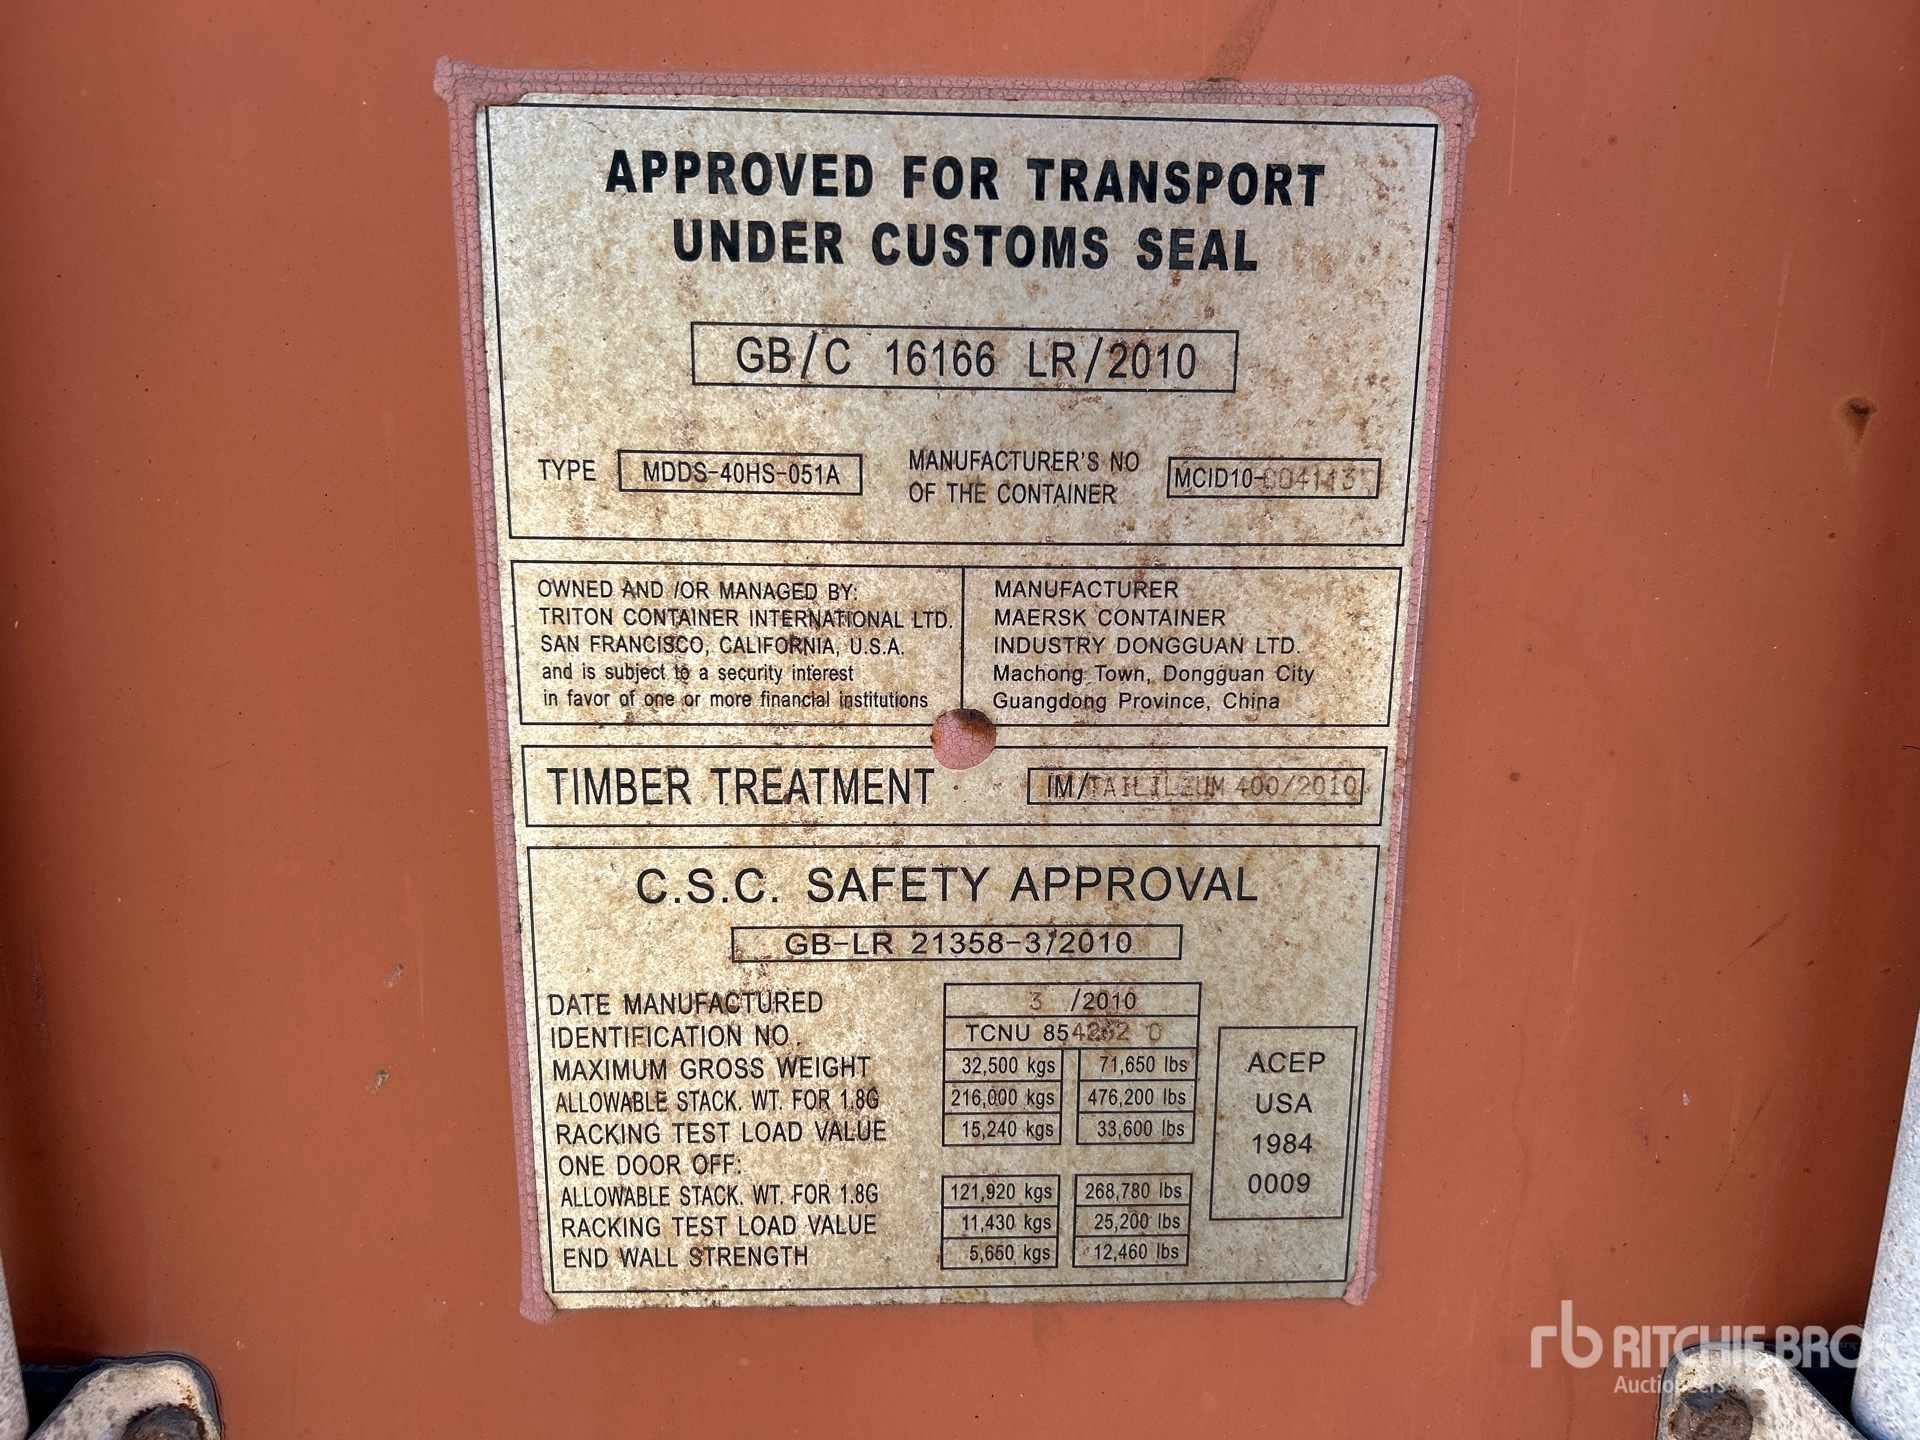 APPROVED FOR TRANSPORT
UNDER CUSTOMS SEAL
GB/C 16166 LR/2010
TYPE MDDS-40HS-051A MANUFACTURER'S NO
OF THE CONTAINER
OWNED AND /OR MANAGED BY:
TRITON CONTAINER INTERNATIONAL LTD.
SAN FRANCISCO, CALIFORNIA, U.S.A.
and is subject to a security interest
in favor of one or more financial institutions
MANUFACTURER
MAERSK CONTAINER
INDUSTRY DONGGUAN LTD.
Machong Town, Dongguan City
Guangdong Province, China
TIMBER TREATMENT 400/2010
C.S.C. SAFETY APPROVAL
GB-LR 21358-3/2010
DATE MANUFACTURED 3 /2010
IDENTIFICATION NO. TCNU
MAXIMUM GROSS WEIGHT 32,500 kgs 71,650 lbs
ALLOWABLE STACK. WT. FOR 1.8G 216,000 kgs 476,200 lbs
RACKING TEST LOAD VALUE 15,240 kgs 33,600 lbs
ONE DOOR OFF:
ALLOWABLE STACK. WT. FOR 1.8G 121,920 kgs 268,780 lbs
RACKING TEST LOAD VALUE 11,430 kgs 25,200 lbs
END WALL STRENGTH 5,650 kgs 12,460 lbs
ACEP
USA
1984
0009
rb RITCHIE BROS
Auctioneers